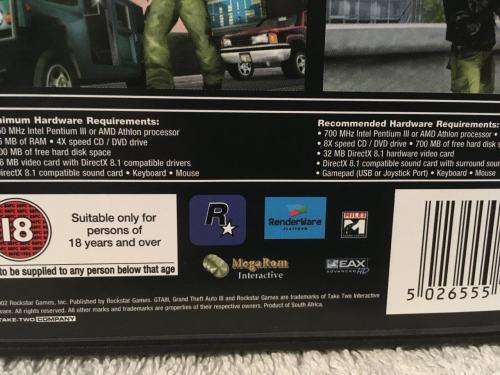 nimum Hardware Requirements:
50 MHz Intel Pentium III or AMD Athlon processor
MB of RAM • 4X speed CD / DVD drive
00 MB of free hard disk space
6 MB video card with DirectX 8.1 compatible drivers
DirectX 8.1 compatible sound card • Keyboard • Mouse
Recommended Hardware Requirements:
• 700 MHz Intel Pentium III or AMD Athlon processor •
• 8X speed CD / DVD drive • 700 MB of free hard disk s
• 32 MB DirectX 8.1 hardware video card
• DirectX 8.1 compatible sound card with surround sou
• Gamepad (USB or Joystick Port) • Keyboard • Mouse
18
Suitable only for
persons of
18 years and over
to be supplied to any person below that age
R
RenderWare
PLATFORM
MILES
MegaRom
Interactive
EAX
ADVANCED HD
5 026555
02 Rockstar Games, Inc. Published by Rockstar Games. GTAIII, Grand Theft Auto III and Rockstar Games are trademarks of Take Two Interactive
ware. All other marks and trademarks are properties of their respective owners. Product of South Africa.
TAKE-TWO COMPANY